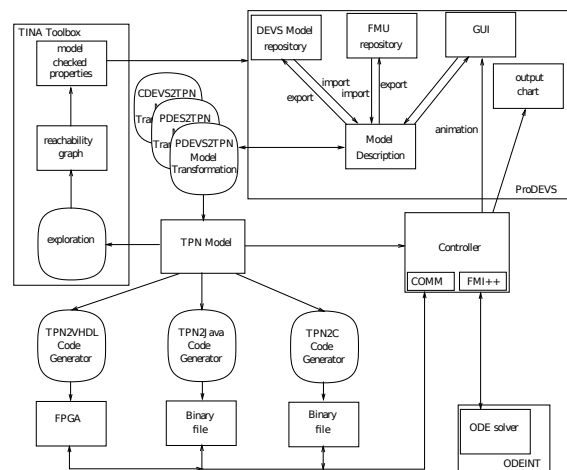 TINA Toolbox
model
checked
properties
reachability
graph
exploration
CDEVS2TPN
PDES2TPN
PDEVS2TPN
Model
Transformation
DEVS Model
repository
FMU
repository
GUI
output
chart
import
import
export
export
animation
Model
Description
ProDEVS
TPN Model
Controller
COMM
FMI++
TPN2VHDL
Code
Generator
TPN2Java
Code
Generator
TPN2C
Code
Generator
FPGA
Binary
file
Binary
file
ODE solver
ODEINT